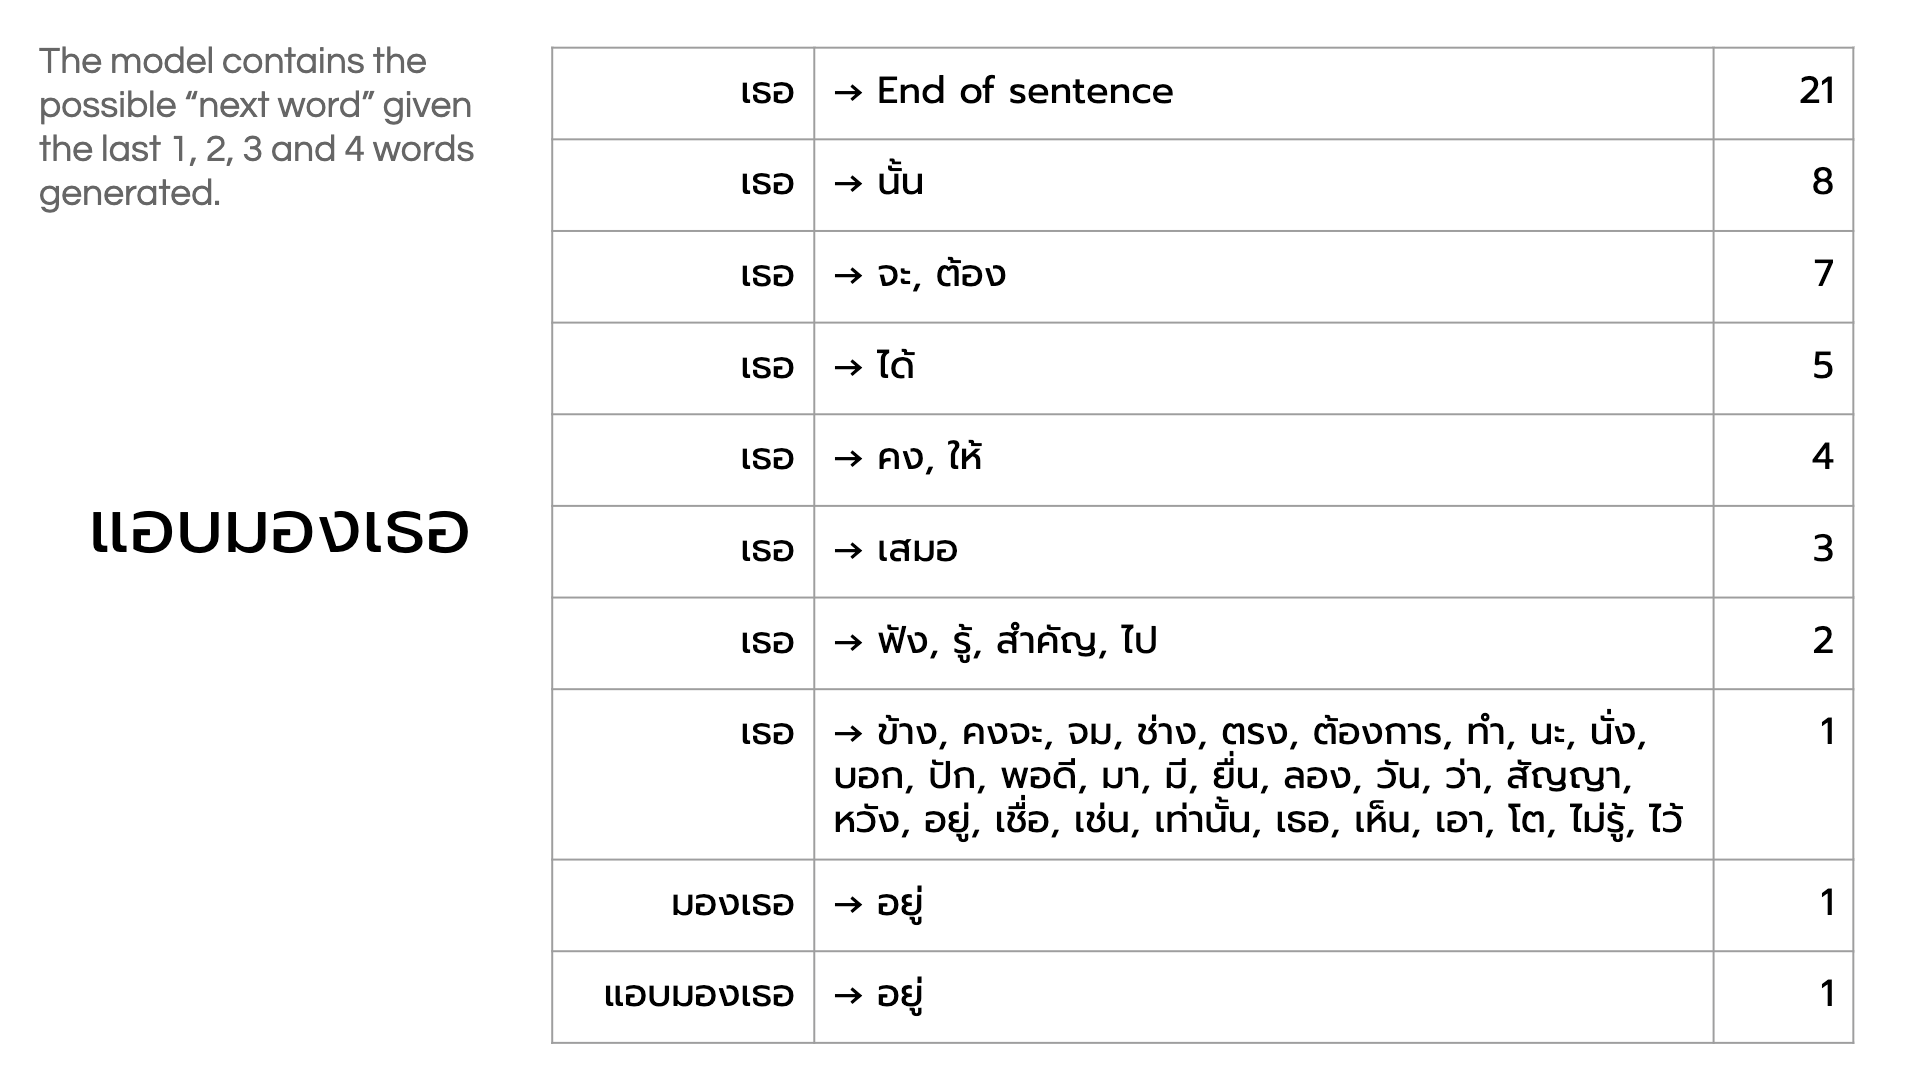 The model contains the
possible “next word” given
the last 1, 2, 3 and 4 words
generated.
แอบมองเธอ
เธอ → End of sentence 21
เธอ → นั้น 8
เธอ → จะ, ต้อง 7
เธอ → ได้ 5
เธอ → คง, ให้ 4
เธอ → เสมอ 3
เธอ → ฟัง, รู้, สำคัญ, ไป 2
เธอ → ข้าง, คงจะ, จม, ช่าง, ตรง, ต้องการ, ทำ, นะ, นั่ง, 1
บอก, ปัก, พอดี, มา, มี, ยื่น, ลอง, วัน, ว่า, สัญญา,
หวัง, อยู่, เชื่อ, เช่น, เท่านั้น, เธอ, เห็น, เอา, โต, ไม่รู้, ไว้
มองเธอ → อยู่ 1
แอบมองเธอ → อยู่ 1